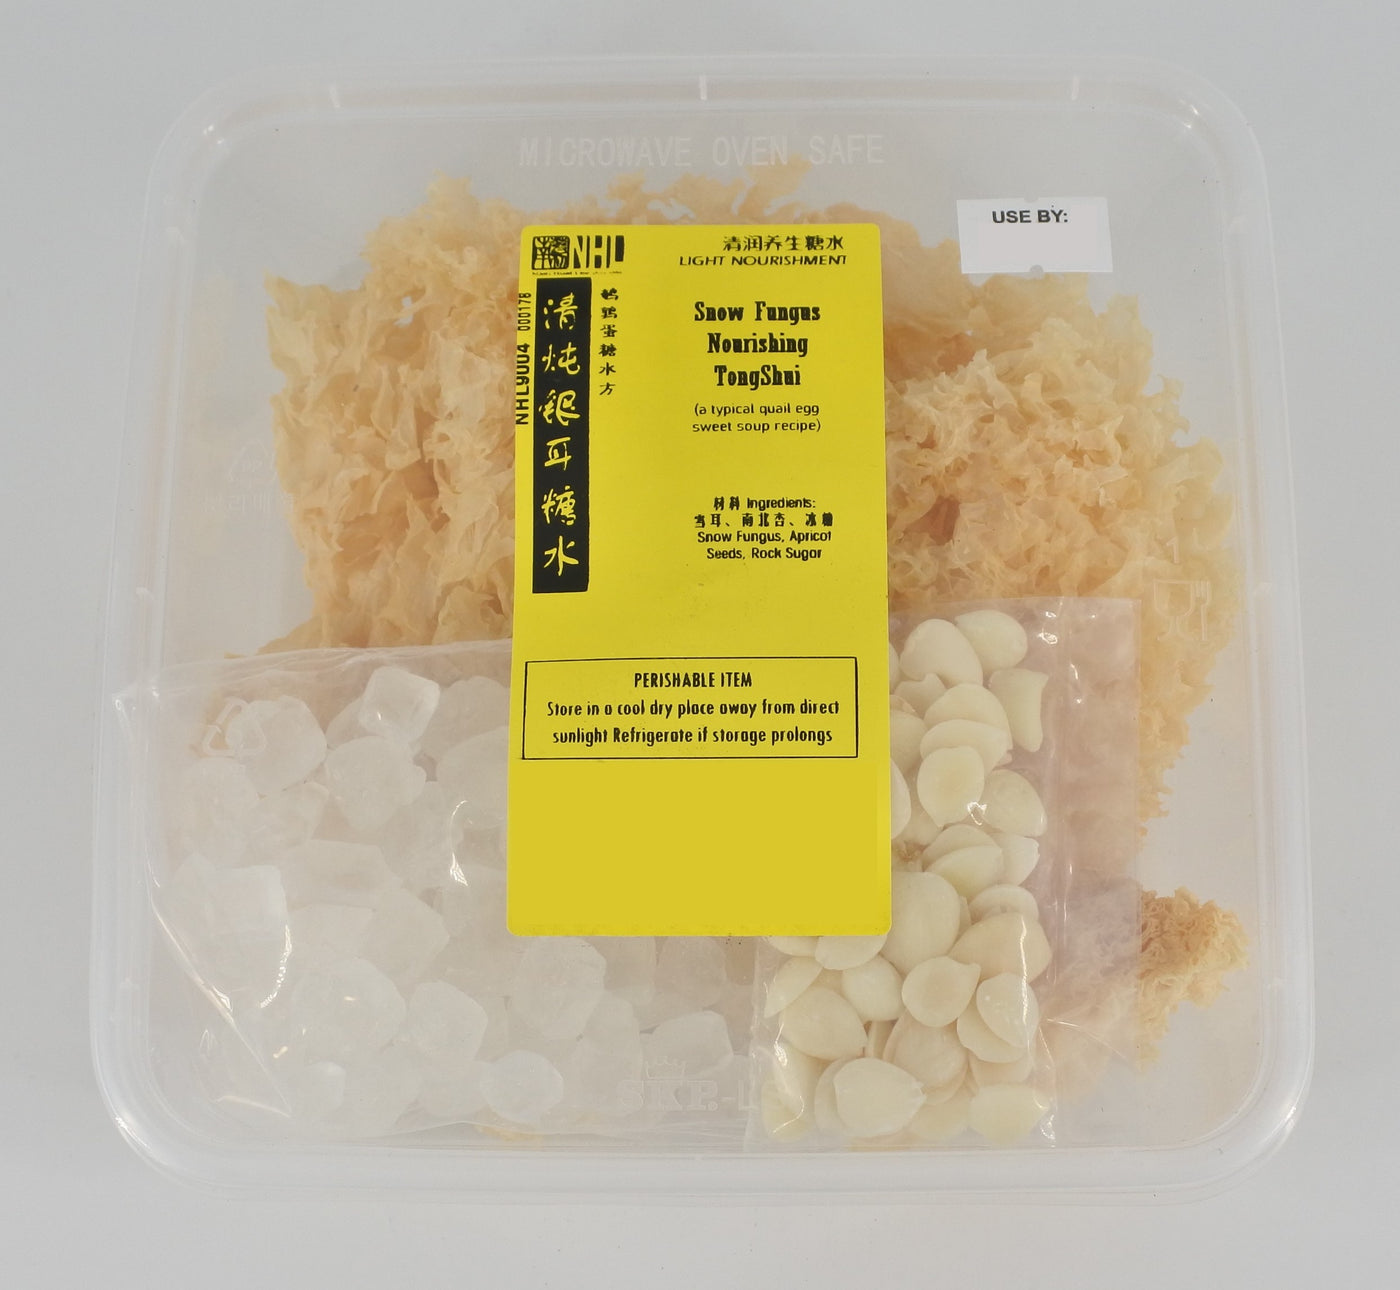 MICROWAVE OVEN SAFE
USE BY:
NHL
清润养生糖水
LIGHT NOURISHMENT
NHL9004 000178
清炖银耳糖水
鹌鹑蛋糖水方
Snow Fungus
Nourishing
TongShui
(a typical quail egg
sweet soup recipe)
材料 Ingredients:
雪耳、南北杏、冰糖
Snow Fungus, Apricot
Seeds, Rock Sugar
PERISHABLE ITEM
Store in a cool dry place away from direct
sunlight Refrigerate if storage prolongs